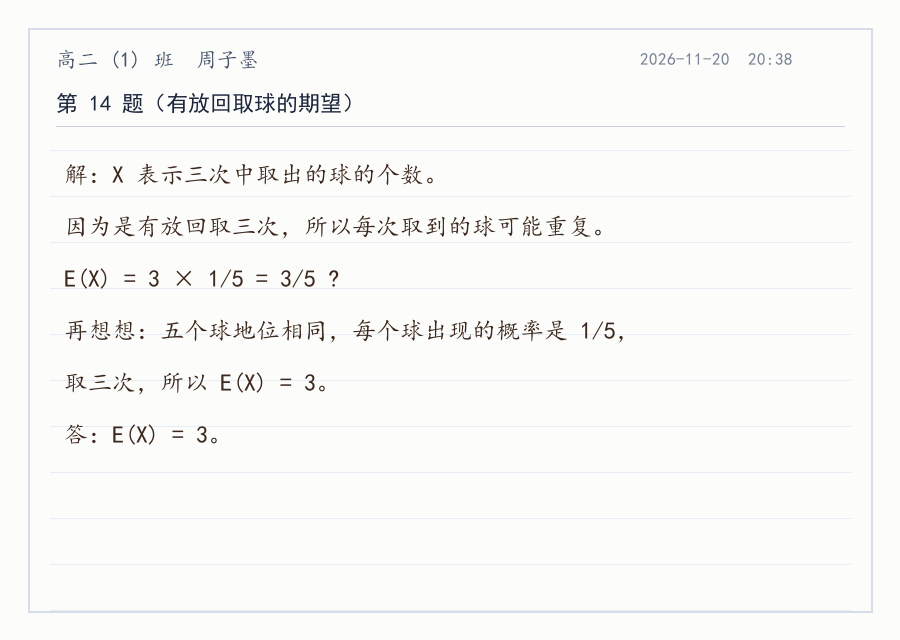 高二 (1) 班 周子墨 2026-11-20 20:38
第 14 题（有放回取球的期望）
解：X 表示三次中取出的球的个数。
因为是有放回取三次，所以每次取到的球可能重复。
E(X) = 3 × 1/5 = 3/5 ?
再想想：五个球地位相同，每个球出现的概率是 1/5，
取三次，所以 E(X) = 3。
答：E(X) = 3。